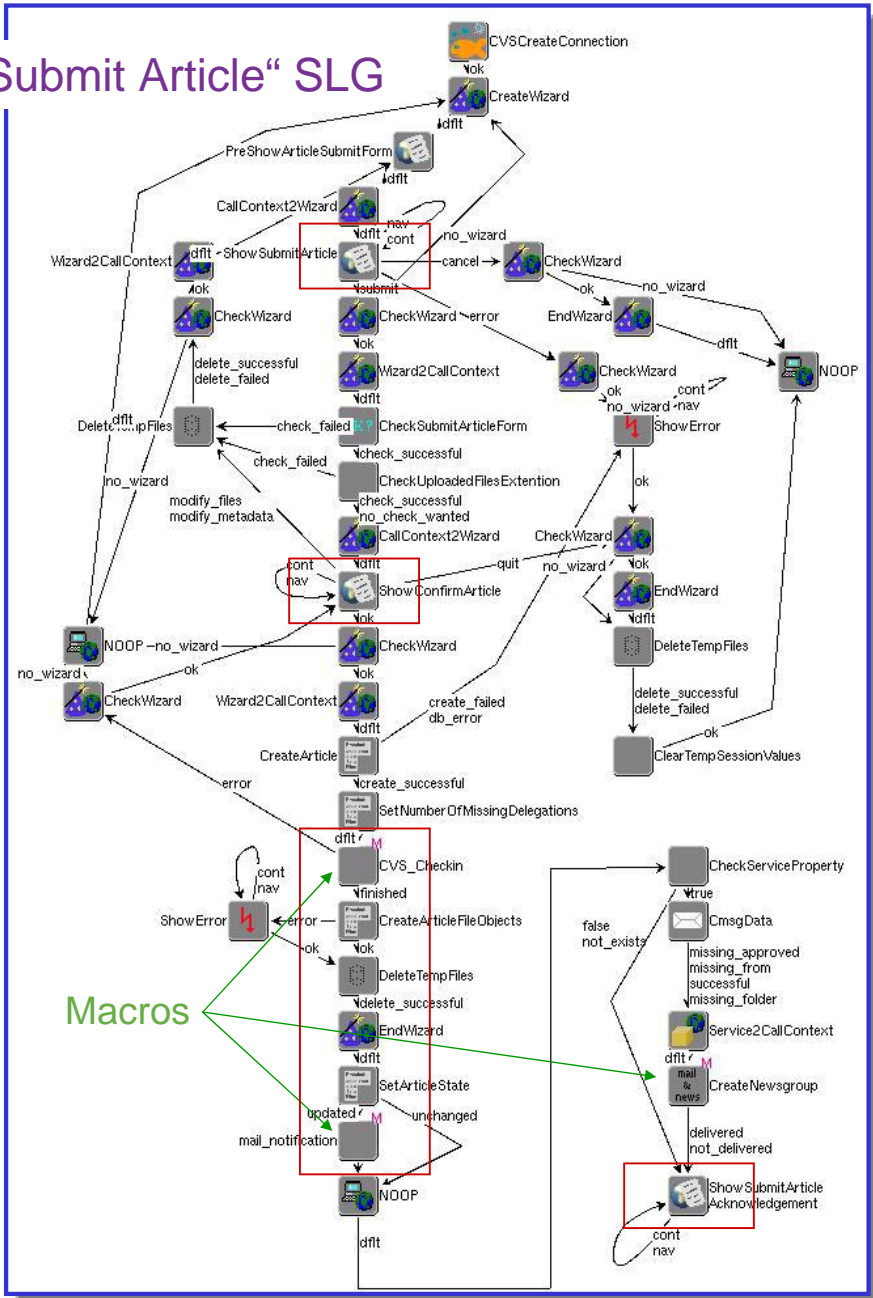 Submit Article“ SLG
CVSCreateConnection
ok
CreateWizard
dflt
PreShowArticleSubmitForm
dflt
CallContext2Wizard
dflt
nav
cont
no_wizard
Wizard2CallContext
dflt
ShowSubmitArticle
cancel
CheckWizard
ok
submit
ok
no_wizard
CheckWizard
CheckWizard
error
EndWizard
ok
dflt
delete_successful
delete_failed
Wizard2CallContext
CheckWizard
NOOP
dflt
ok
no_wizard
cont
nav
dflt
DeleteTempFiles
check_failed
CheckSubmitArticleForm
ShowError
check_successful
check_failed
no_wizard
CheckUploadedFilesExtention
ok
modify_files
modify_metadata
check_successful
no_check_wanted
CallContext2Wizard
CheckWizard
dflt
quit
no_wizard
ok
cont
nav
ShowConfirmArticle
EndWizard
ok
dflt
NOOP
no_wizard
CheckWizard
DeleteTempFiles
no_wizard
ok
ok
CheckWizard
Wizard2CallContext
create_failed
db_error
delete_successful
delete_failed
dflt
ok
CreateArticle
ClearTempSessionValues
create_successful
error
SetNumberOfMissingDelegations
dflt
M
CVS_Checkin
CheckServiceProperty
cont
nav
finished
true
ShowError
error
CreateArticleFileObjects
CmsgData
false
not_exists
ok
ok
missing_approved
missing_from
successful
missing_folder
DeleteTempFiles
delete_successful
Macros
EndWizard
Service2CallContext
dflt
dflt
M
SetArticleState
mail
&
news
CreateNewsgroup
updated
M
unchanged
mail_notification
delivered
not_delivered
NOOP
ShowSubmitArticle
Acknowledgement
dflt
cont
nav